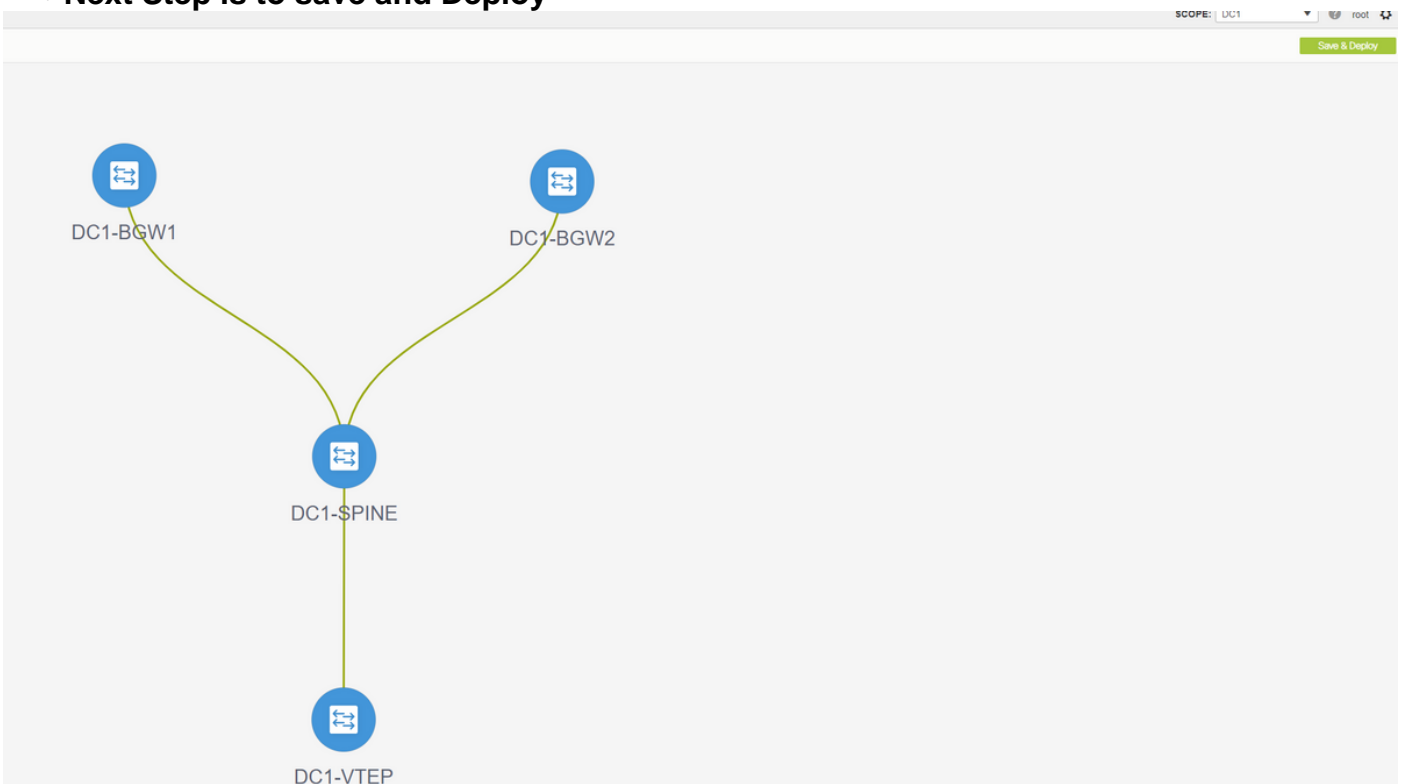 Next Step is to save and Deploy
SCOPE: DC1 root
Save & Deploy
DC1-BGW1
DC1-BGW2
DC1-SPINE
DC1-VTEP